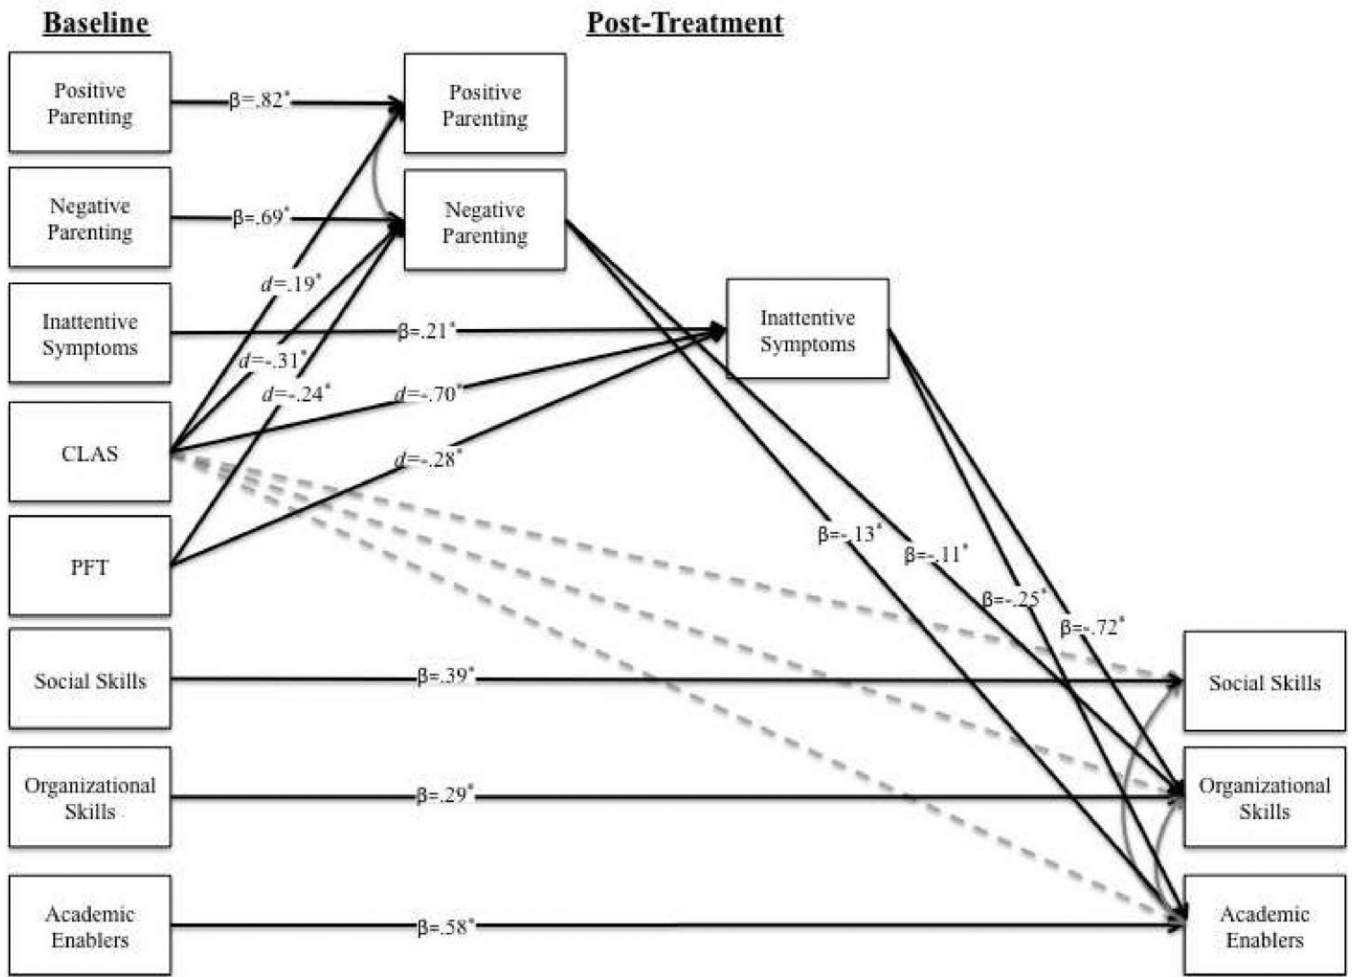 Baseline
Post-Treatment
Positive
Parenting
β=.82*
Positive
Parenting
Negative
Parenting
β=.69*
Negative
Parenting
d=.19*
Inattentive
Symptoms
β=.21*
Inattentive
Symptoms
d=-.31*
d=-.24*
d=-.70*
CLAS
d=-.28*
PFT
β=-.13*
β=-.11*
β=-.25*
β=-.72*
Social Skills
β=.39*
Social Skills
Organizational
Skills
β=.29*
Organizational
Skills
Academic
Enablers
β=.58*
Academic
Enablers